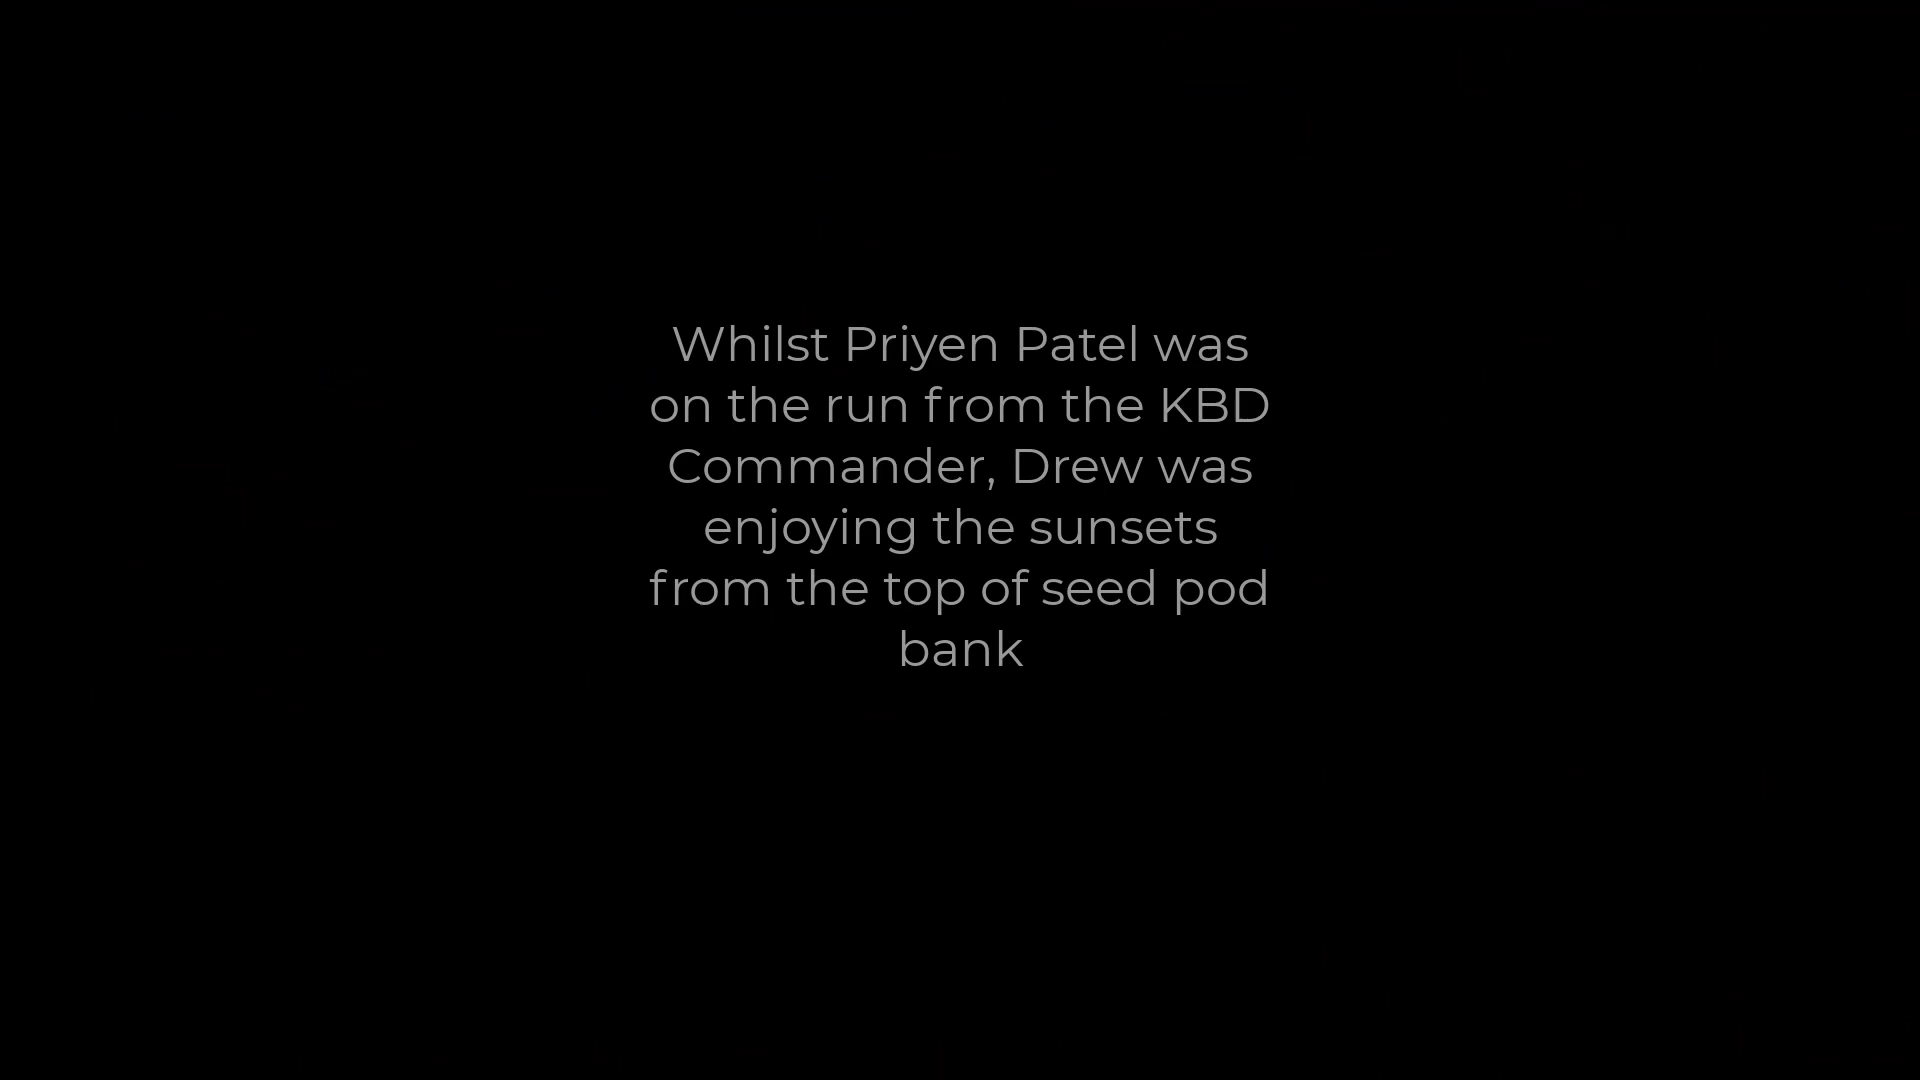 Whilst Priyen Patel was
on the run from the KBD
Commander, Drew was
enjoying the sunsets
from the top of seed pod
bank